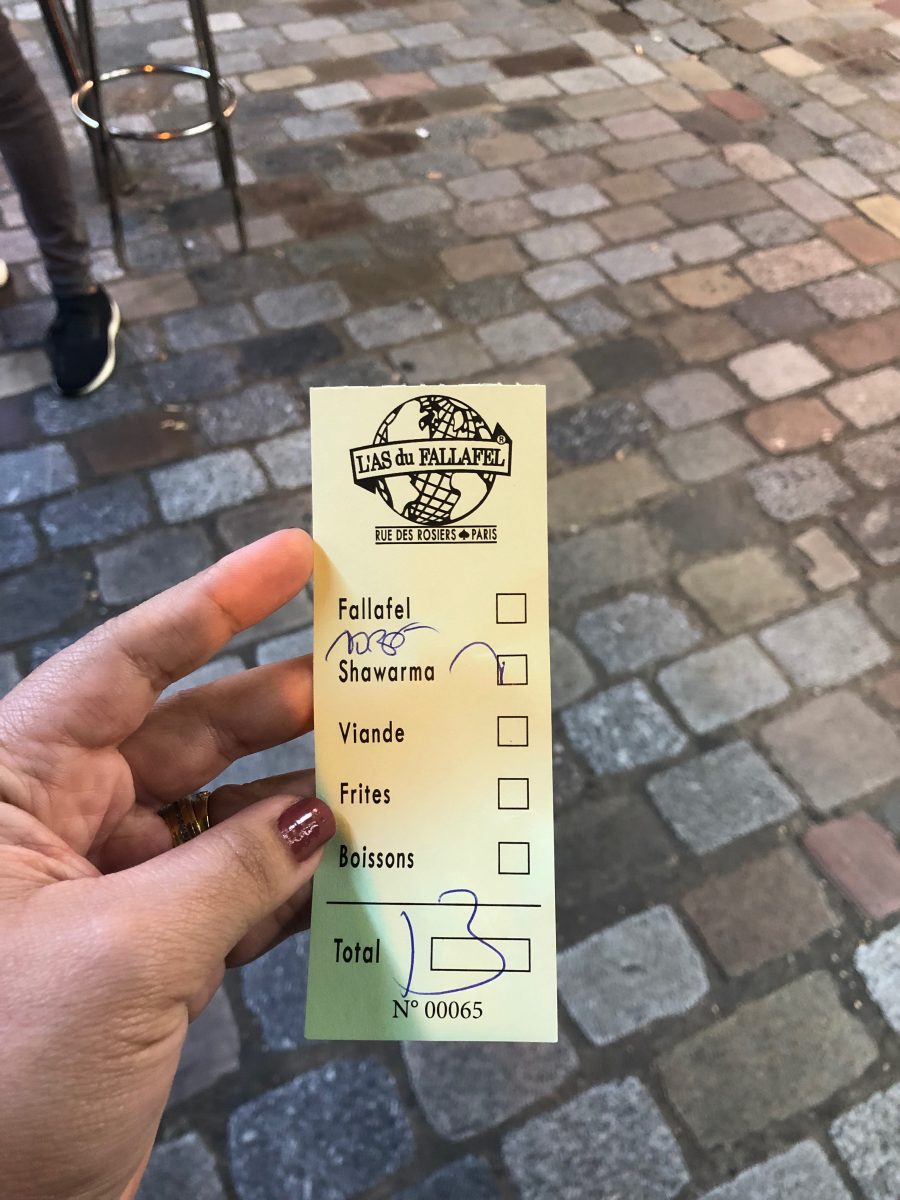 L'AS du FALLAFEL®
RUE DES ROSIERS ♠ PARIS
Fallafel
Shawarma
Viande
Frites
Boissons
Total 13
N° 00065